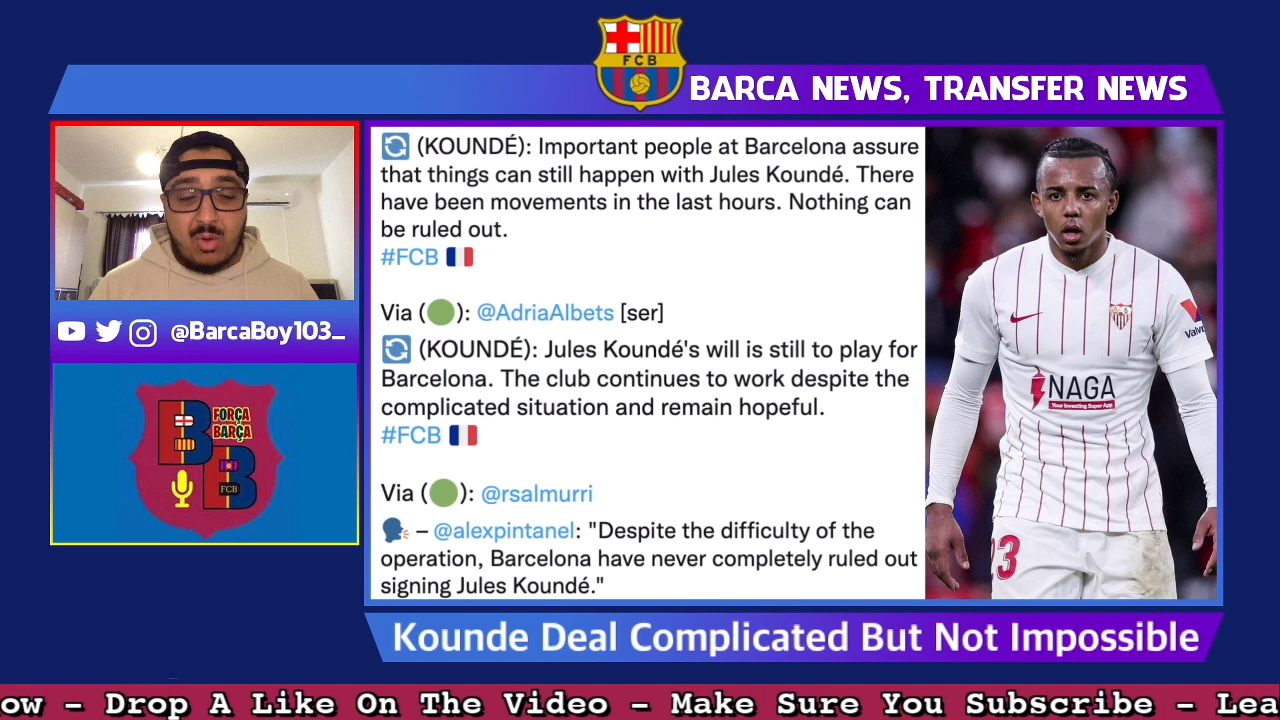 FCB
BARCA NEWS, TRANSFER NEWS
(KOUNDÉ): Important people at Barcelona assure
that things can still happen with Jules Koundé. There
have been movements in the last hours. Nothing can
be ruled out.
#FCB
Via (🟢): @AdriaAlbets [ser]
(KOUNDÉ): Jules Koundé's will is still to play for
Barcelona. The club continues to work despite the
complicated situation and remain hopeful.
#FCB
Via (🟢): @rsalmurri
– @alexpintanel: "Despite the difficulty of the
operation, Barcelona have never completely ruled out
signing Jules Koundé."
@BarcaBoy103_
B
FORÇA
BARÇA
B
FCB
NAGA
Your Investing Super App
Valvo
23
Kounde Deal Complicated But Not Impossible
ow – Drop A Like On The Video – Make Sure You Subscribe – Lea